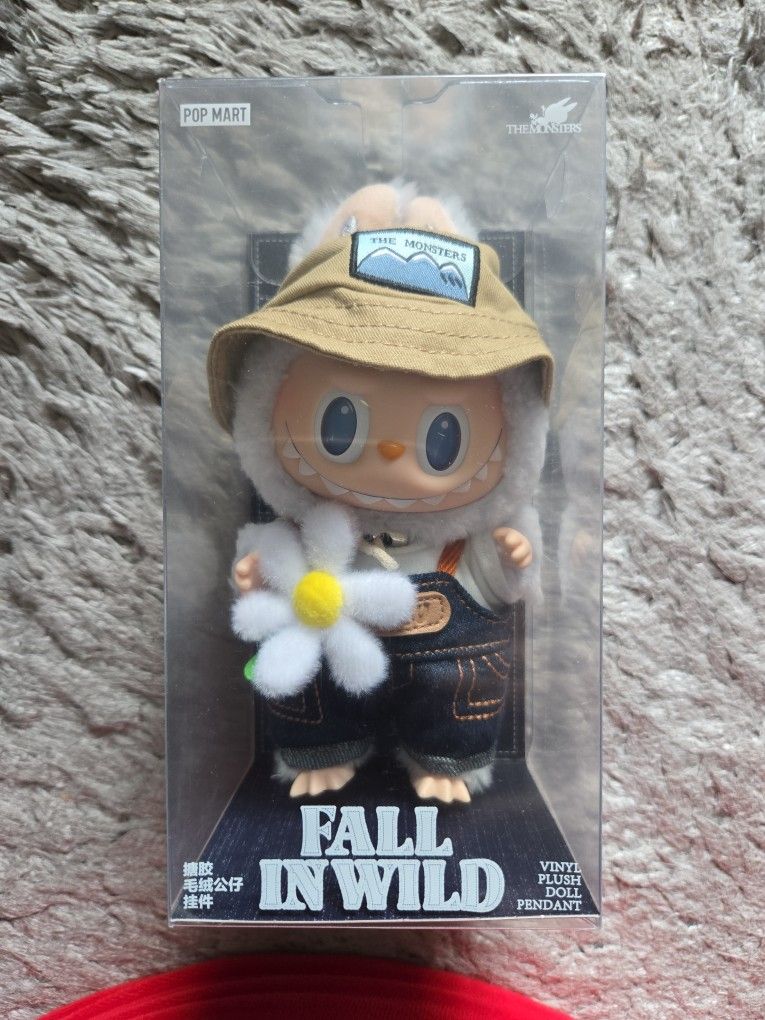 POP MART
THE MONSTERS
THE MONSTERS
FALL
IN WILD
搪胶
毛绒公仔
挂件
VINYL
PLUSH
DOLL
PENDANT